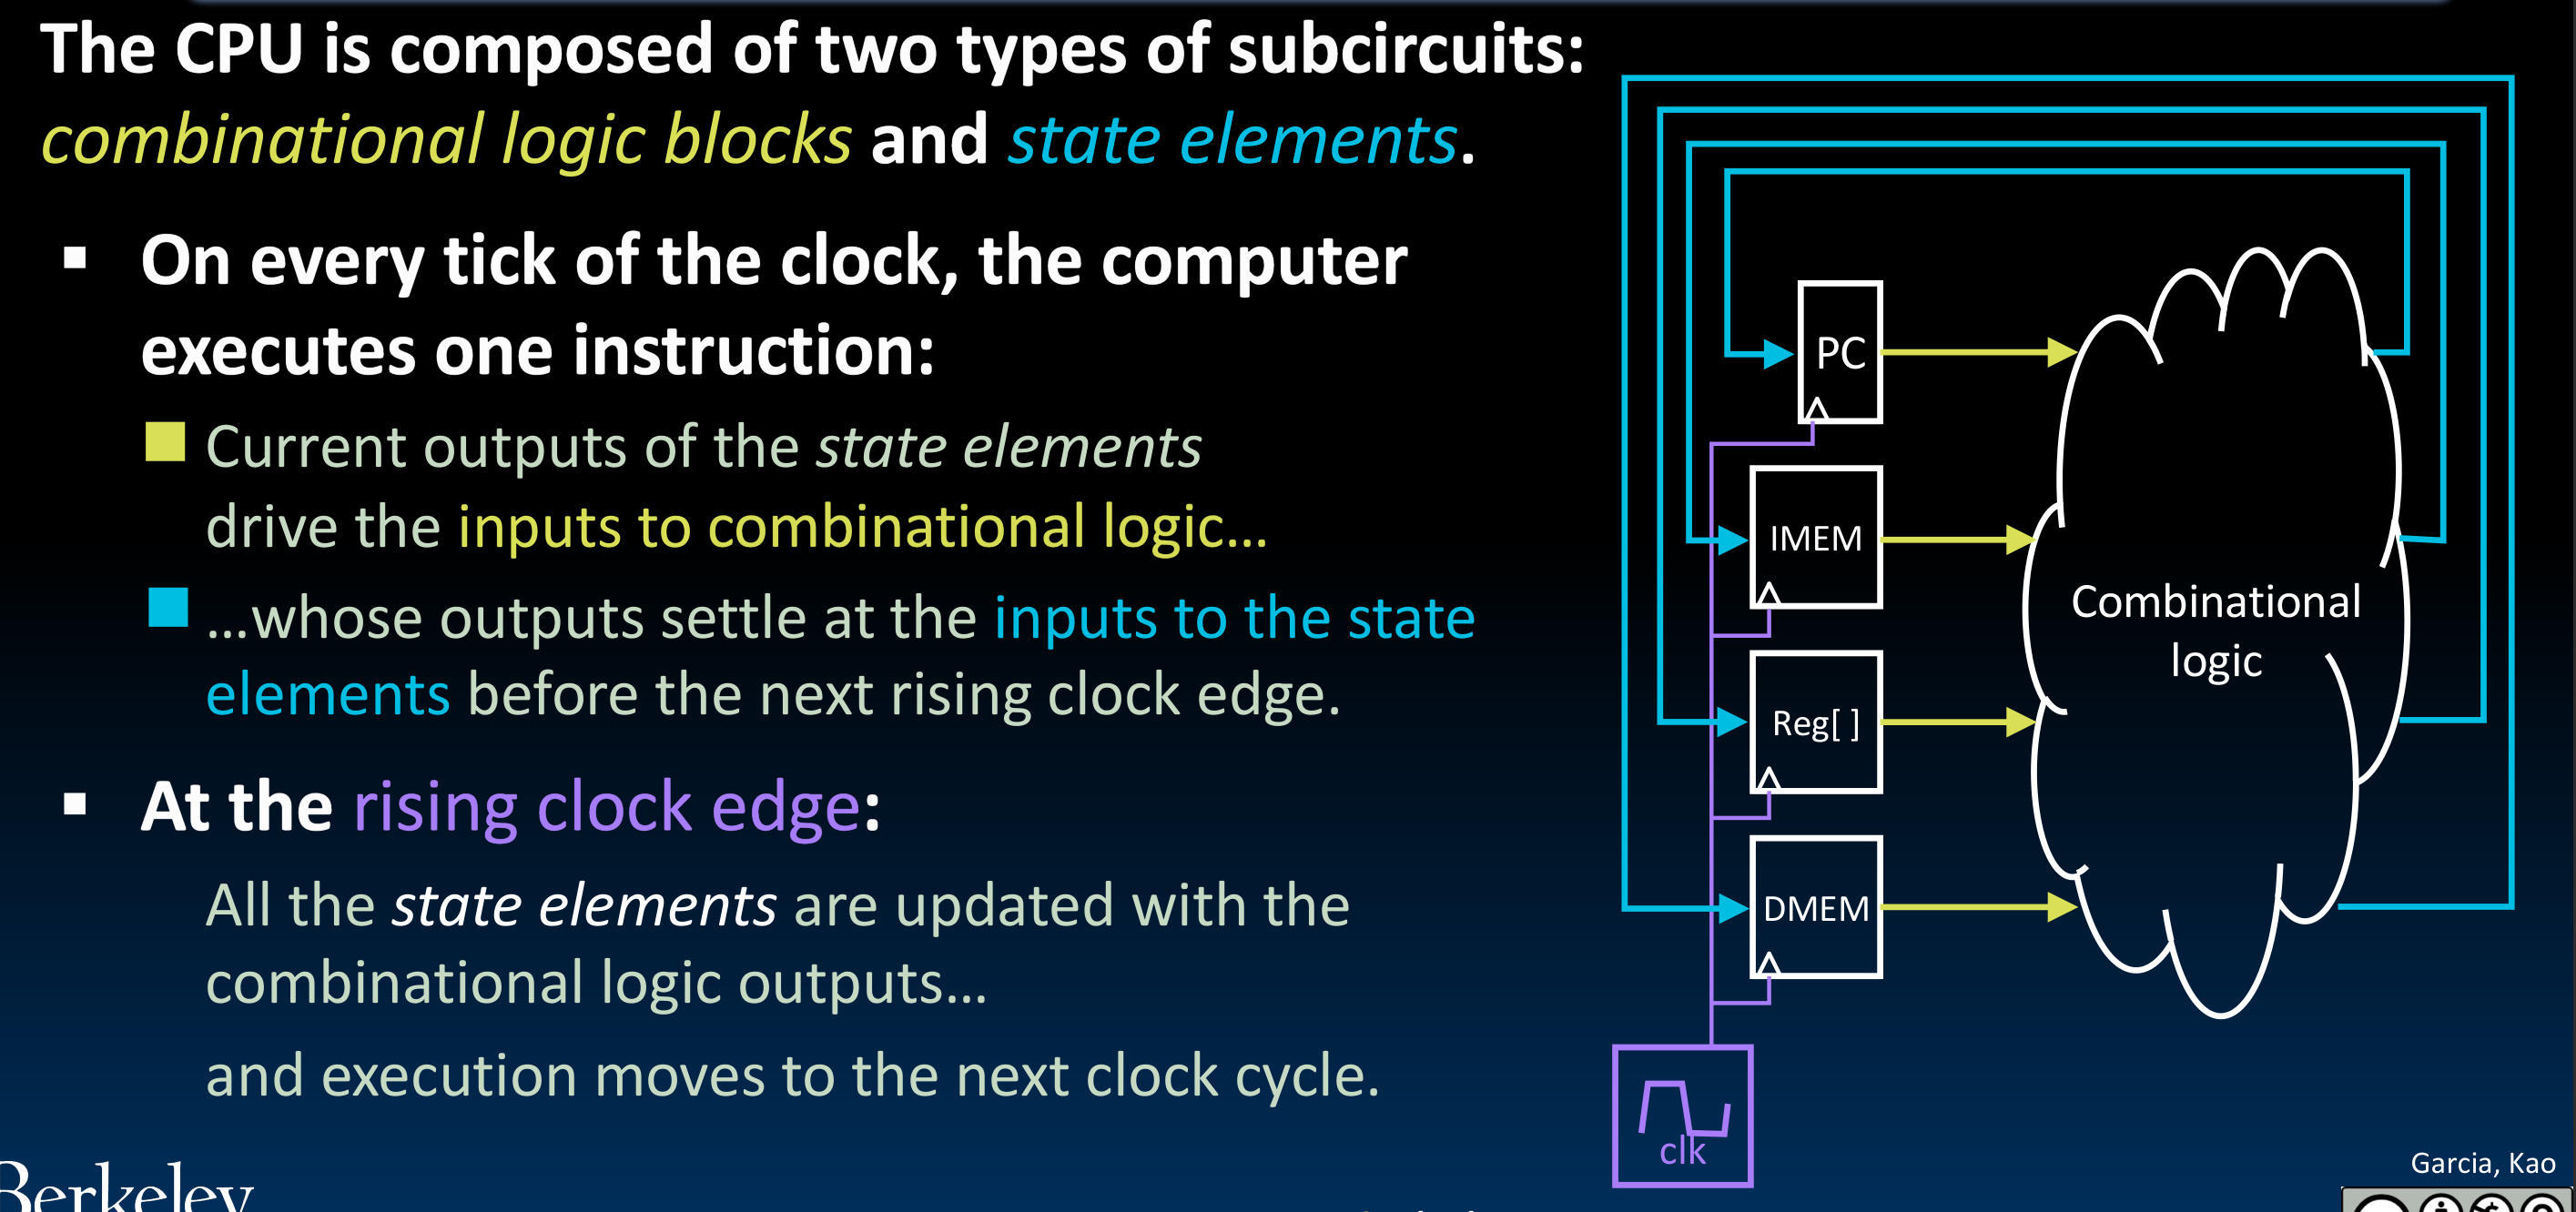 The CPU is composed of two types of subcircuits:
combinational logic blocks and state elements.
▪ On every tick of the clock, the computer
executes one instruction:
Current outputs of the state elements
drive the inputs to combinational logic…
…whose outputs settle at the inputs to the state
elements before the next rising clock edge.
▪ At the rising clock edge:
All the state elements are updated with the
combinational logic outputs…
and execution moves to the next clock cycle.
PC
IMEM
Reg[ ]
DMEM
Combinational
logic
clk
Garcia, Kao
Berkeley